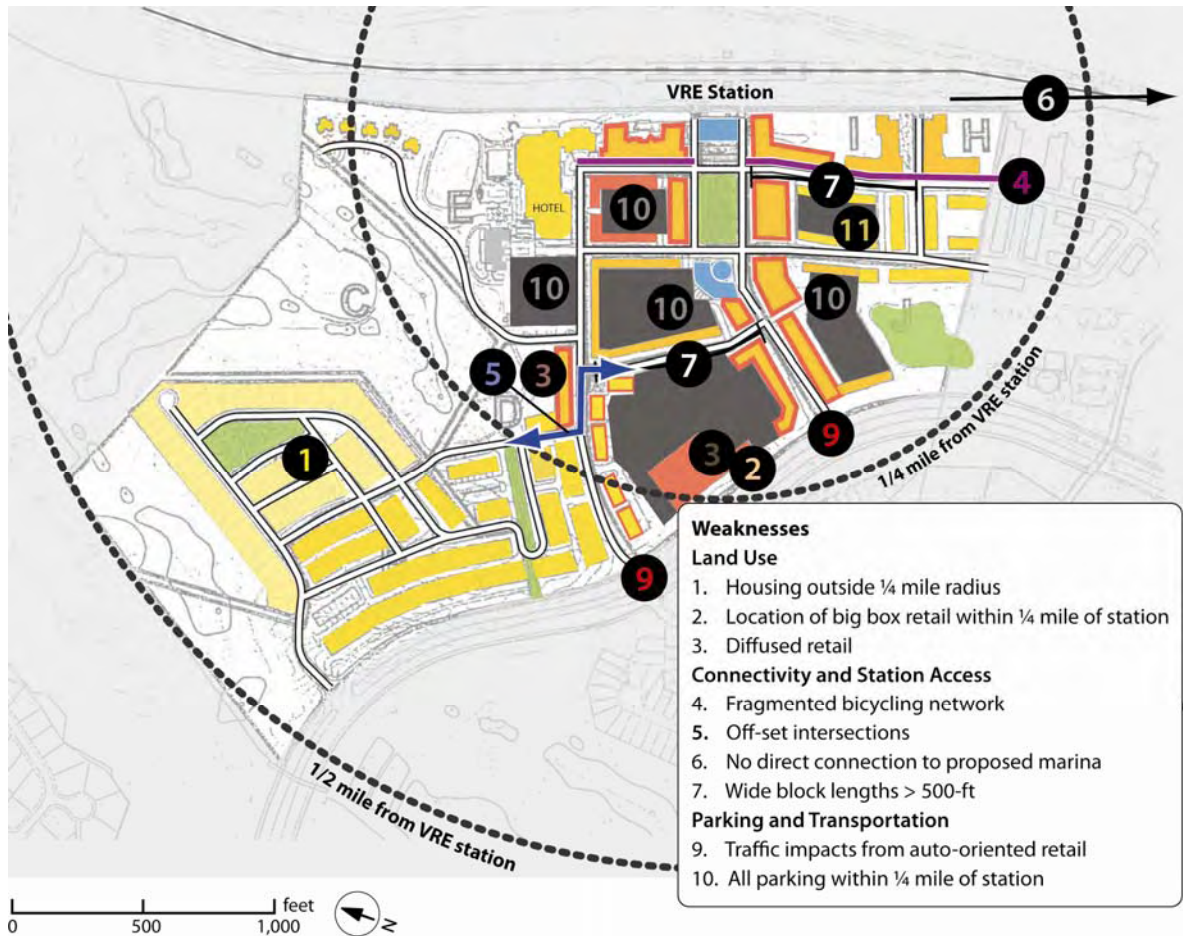 VRE Station
6
I
H
4
7
E
HOTEL
10
11
C
10
10
10
5
3
7
D
J
1
3
2
9
9
1/4 mile from VRE station
1/2 mile from VRE station
Weaknesses
Land Use
1. Housing outside ¼ mile radius
2. Location of big box retail within ¼ mile of station
3. Diffused retail
Connectivity and Station Access
4. Fragmented bicycling network
5. Off-set intersections
6. No direct connection to proposed marina
7. Wide block lengths > 500-ft
Parking and Transportation
9. Traffic impacts from auto-oriented retail
10. All parking within ¼ mile of station
feet
0 500 1,000
N